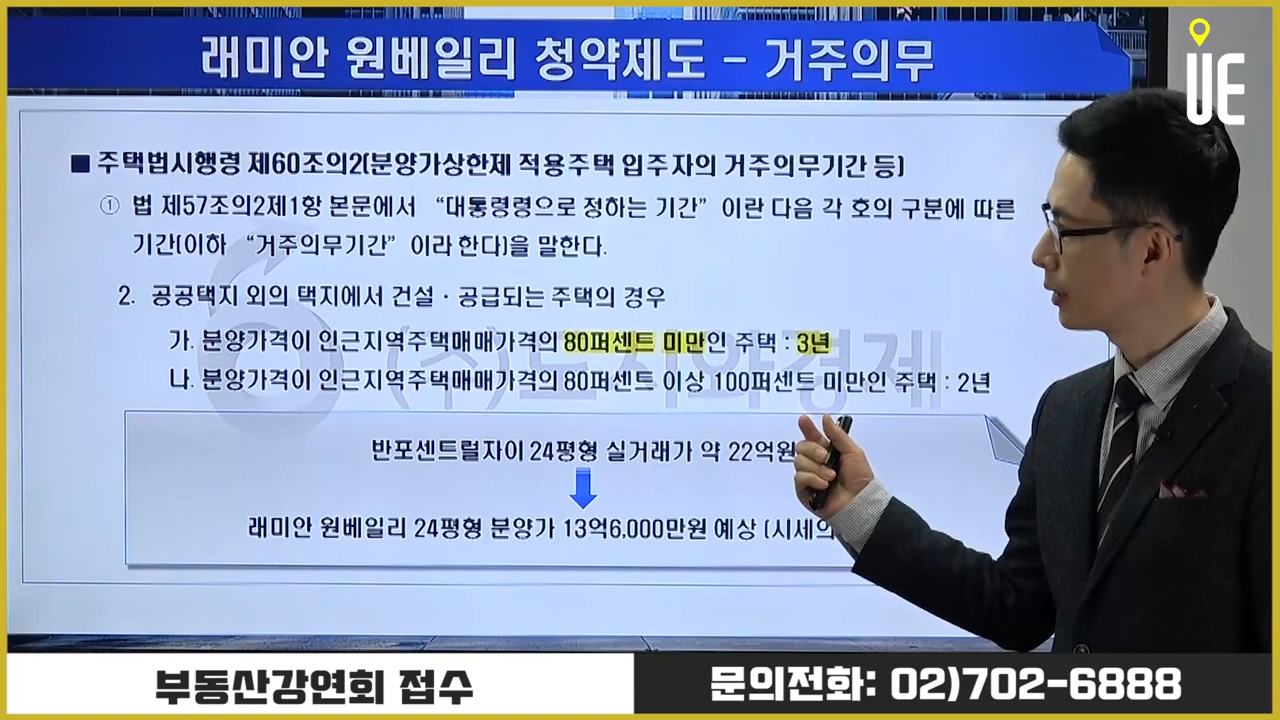 래미안 원베일리 청약제도 - 거주의무
UE
■ 주택법시행령 제60조의2(분양가상한제 적용주택 입주자의 거주의무기간 등)
① 법 제57조의2제1항 본문에서 “대통령령으로 정하는 기간” 이란 다음 각 호의 구분에 따른
기간(이하 “거주의무기간” 이라 한다)을 말한다.
2. 공공택지 외의 택지에서 건설·공급되는 주택의 경우
가. 분양가격이 인근지역주택매매가격의 80퍼센트 미만인 주택 : 3년
나. 분양가격이 인근지역주택매매가격의 80퍼센트 이상 100퍼센트 미만인 주택 : 2년
(주)도시와경제
반포센트럴자이 24평형 실거래가 약 22억원
래미안 원베일리 24평형 분양가 13억6,000만원 예상 (시세의
부동산강연회 접수
문의전화: 02)702-6888